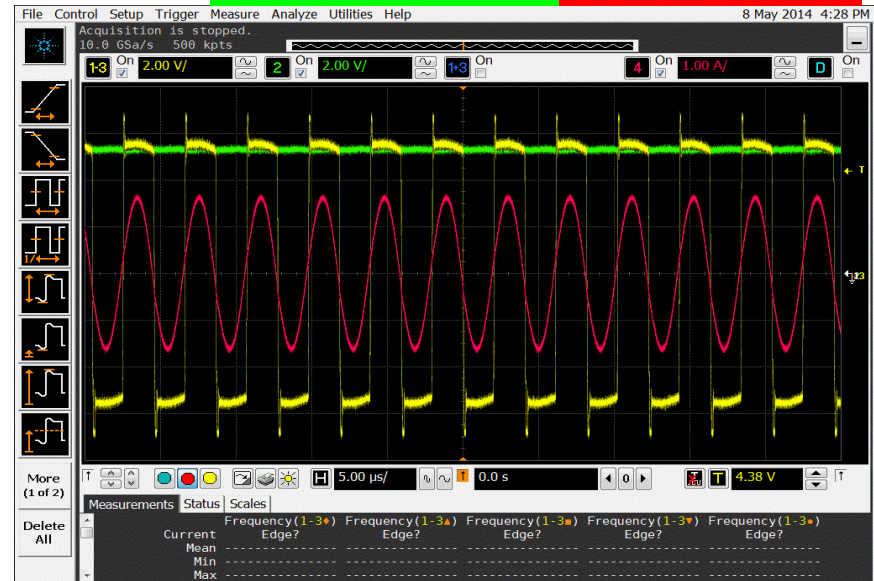 File Control Setup Trigger Measure Analyze Utilities Help 8 May 2014 4:28 PM
Acquisition is stopped.
10.0 GSa/s 500 kpts
1-3 On 2.00 V/ 2 On 2.00 V/ 1+3 On 4 On 1.00 A/ D On
T
More
(1 of 2)
Delete
All
H 5.00 µs/ 0.0 s 0 T 4.38 V
Measurements Status Scales
Frequency(1-3♦) Frequency(1-3▲) Frequency(1-3■) Frequency(1-3▼) Frequency(1-3●)
Current Edge? Edge? Edge? Edge? Edge?
Mean
Min
Max